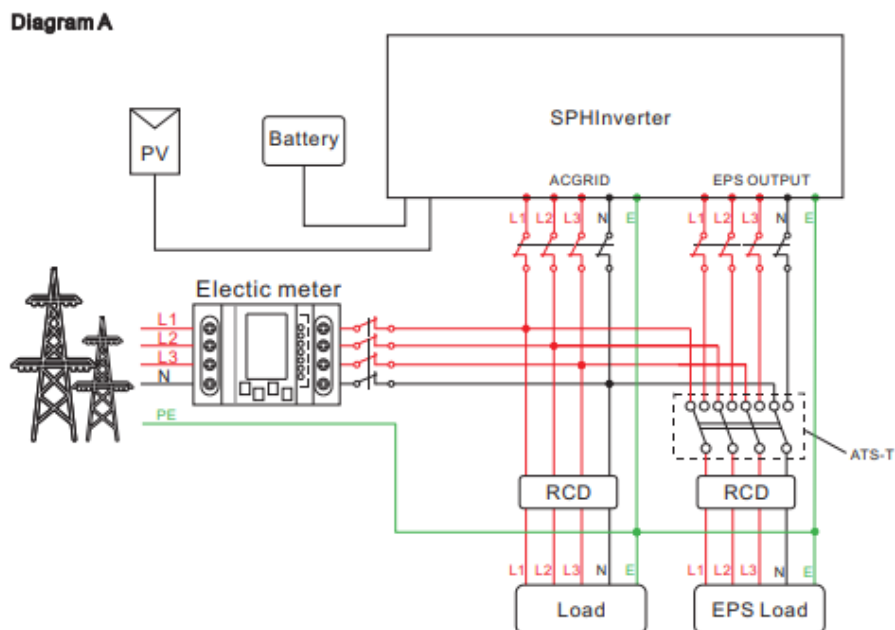 Diagram A
SPHInverter
PV
Battery
ACGRID
EPS OUTPUT
L1 L2 L3 N E
L1 L2 L3 N E
Electic meter
L1
L2
L3
N
PE
ATS-T
RCD
RCD
L1 L2 L3 N E
L1 L2 L3 N E
Load
EPS Load